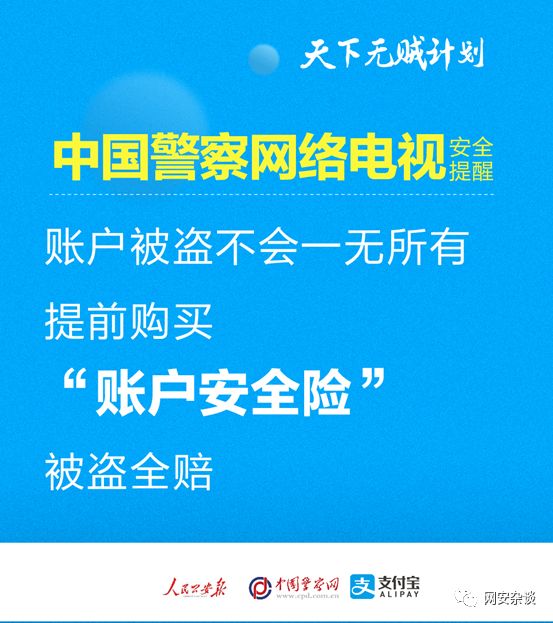 天下无贼计划
中国警察网络电视
安全
提醒
账户被盗不会一无所有
提前购买
“账户安全险”
被盗全赔
人民公安报
中国警察网
www.cpd.com.cn
支付宝
ALIPAY
网安杂谈